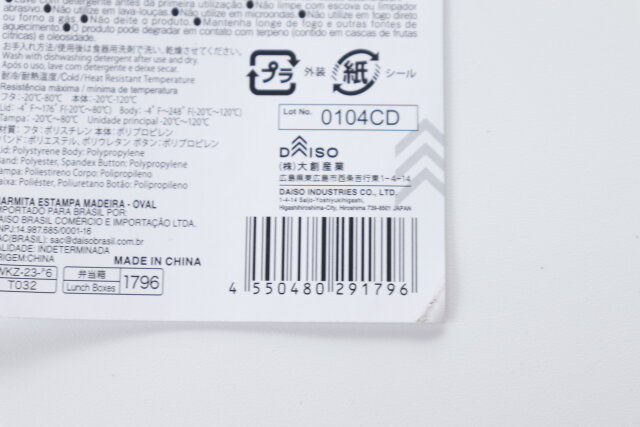 detergente antes da primeira utilização ●Não limpe com escova ou limpador
abrasivo. ●Não utilize em lava-louças. ●Não utilize em microondas. ●Não utilize em fogo direto
ou forno a gás. ●Não deite o produto. ●Mantenha longe de fogo e outras fontes de
aquecimento. ●O produto pode degradar em contato com terpeno (contido em cascas de frutas
cítricas) e oleosidade.
お手入れ方法/使用後は食器用洗剤で洗い、乾燥させてください。
Wash with dishwashing detergent after use and dry.
Após o uso, lave com detergente e deixe secar.
耐冷/耐熱温度/Cold/Heat Resistant Temperature
Resistência máxima / mínima de temperatura
フタ:-20℃-80℃ 本体:-20℃-120℃
Lid: -4°F~176°F(-20℃~80℃) Body: -4°F~248°F(-20℃~120℃)
Tampa: -20℃~80℃ Unidade principal -20℃~120℃
材質: フタ:ポリスチレン 本体:ポリプロピレン
バンド:ポリエステル、ポリウレタン ボタン:ポリプロピレン
Lid: Polystyrene Body: Polypropylene
Band: Polyester, Spandex Button: Polypropylene
Tampa: Poliestireno Corpo: Polipropileno
Faixa: Poliéster, Poliuretano Botão: Polipropileno
MARMITA ESTAMPA MADEIRA - OVAL
IMPORTADO PARA BRASIL POR:
DAISO BRASIL COMÉRCIO E IMPORTAÇÃO LTDA.
CNPJ:14.987.685/0001-16
SAC(BRASIL): sac@daisobrasil.com.br
VALIDADE: INDETERMINADA
ORIGEM:CHINA
MADE IN CHINA
WKZ-23-*6
T032
弁当箱
Lunch Boxes
1796
プラ 外装 紙 シール
Lot No. 0104CD
DAISO
(株)大創産業
広島県東広島市西条吉行東1-4-14
DAISO INDUSTRIES CO., LTD.
1-4-14 Saijo-Yoshiyukihigashi,
Higashihiroshima-City, Hiroshima 739-8501 JAPAN
4 550480 291796